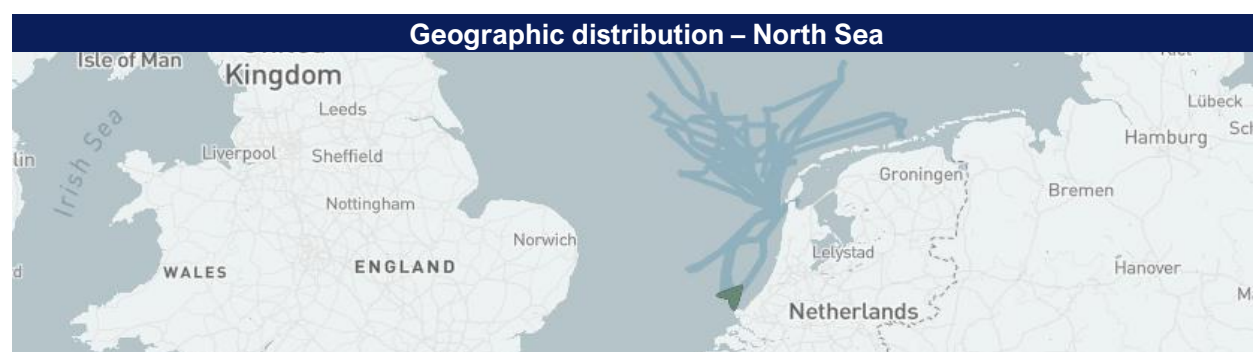 Geographic distribution – North Sea
Isle of Man
Kingdom
Leeds
Lübeck
Hamburg
Irish Sea
Liverpool
Sheffield
Groningen
Bremen
Nottingham
Norwich
Lelystad
WALES
ENGLAND
Hanover
Netherlands